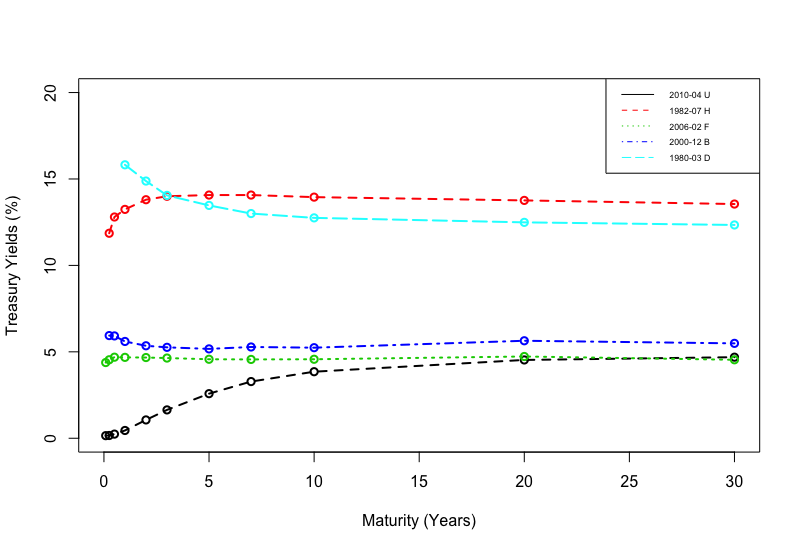 2010-04 U
1982-07 H
2006-02 F
2000-12 B
1980-03 D
20
15
10
5
0
Treasury Yields (%)
0 5 10 15 20 25 30
Maturity (Years)